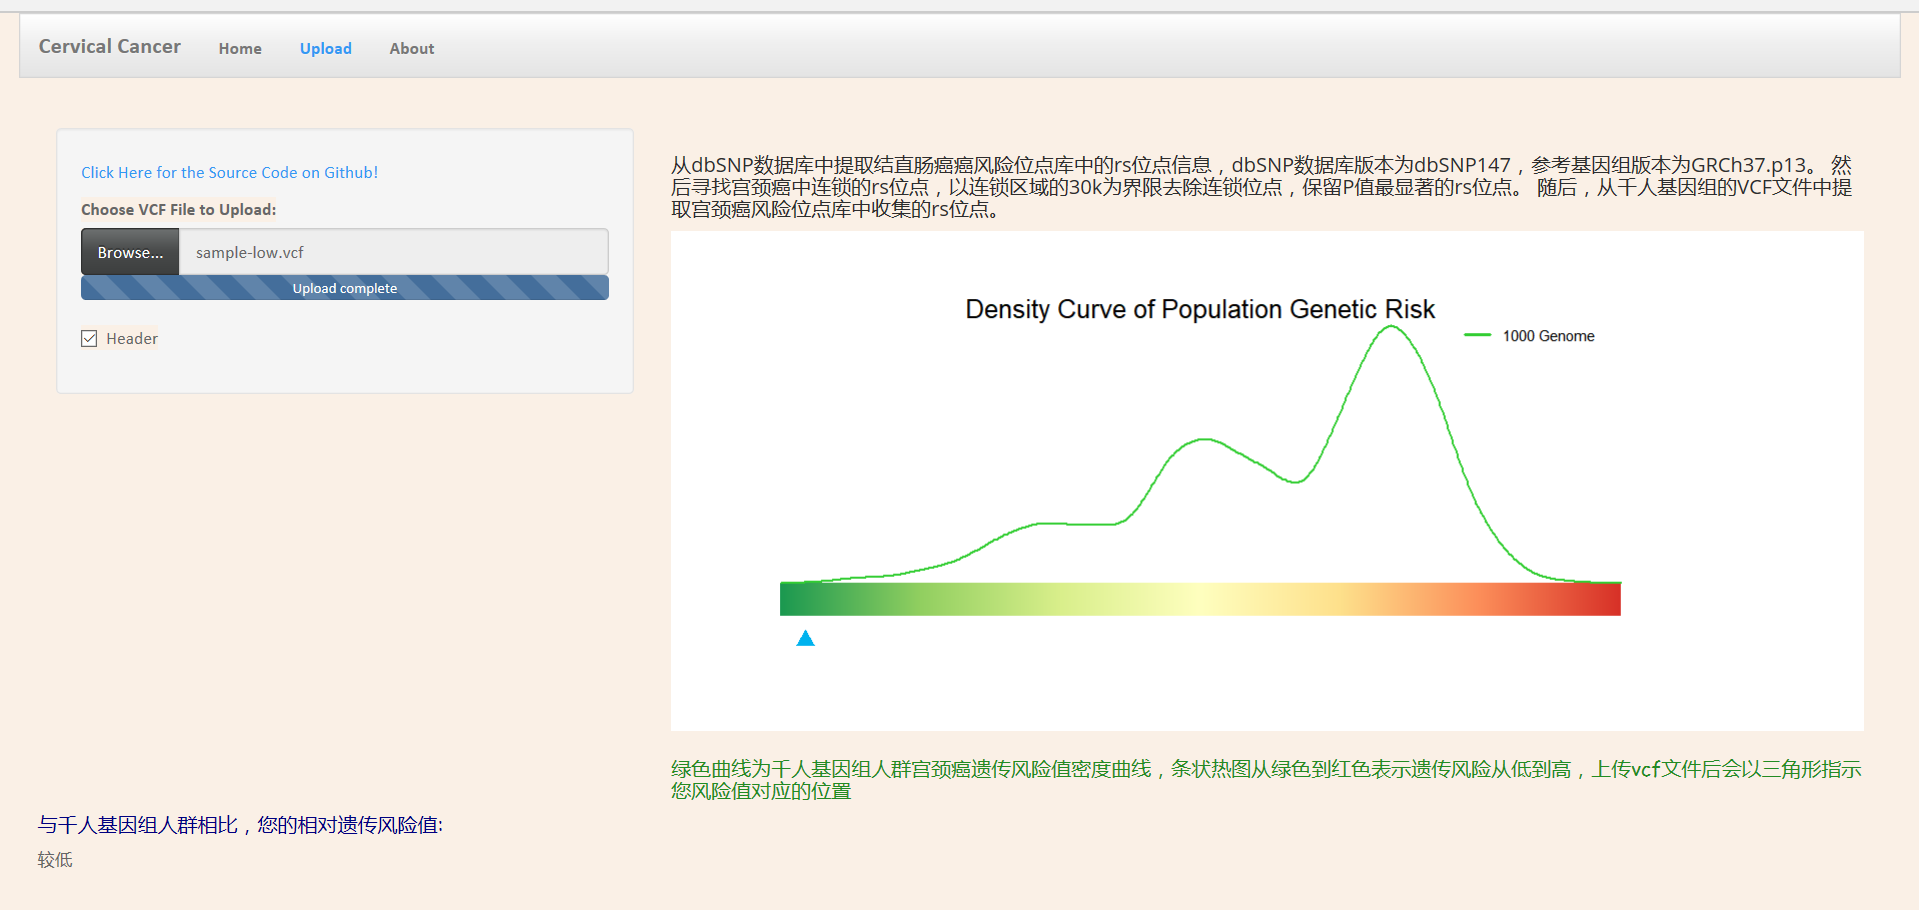 Cervical Cancer Home Upload About
Click Here for the Source Code on Github!
Choose VCF File to Upload:
Browse... sample-low.vcf
Upload complete
Header
从dbSNP数据库中提取结直肠癌癌风险位点库中的rs位点信息，dbSNP数据库版本为dbSNP147，参考基因组版本为GRCh37.p13。 然
后寻找宫颈癌中连锁的rs位点，以连锁区域的30k为界限去除连锁位点，保留P值最显著的rs位点。 随后，从千人基因组的VCF文件中提
取宫颈癌风险位点库中收集的rs位点。
Density Curve of Population Genetic Risk
1000 Genome
绿色曲线为千人基因组人群宫颈癌遗传风险值密度曲线，条状热图从绿色到红色表示遗传风险从低到高，上传vcf文件后会以三角形指示
您风险值对应的位置
与千人基因组人群相比，您的相对遗传风险值:
较低